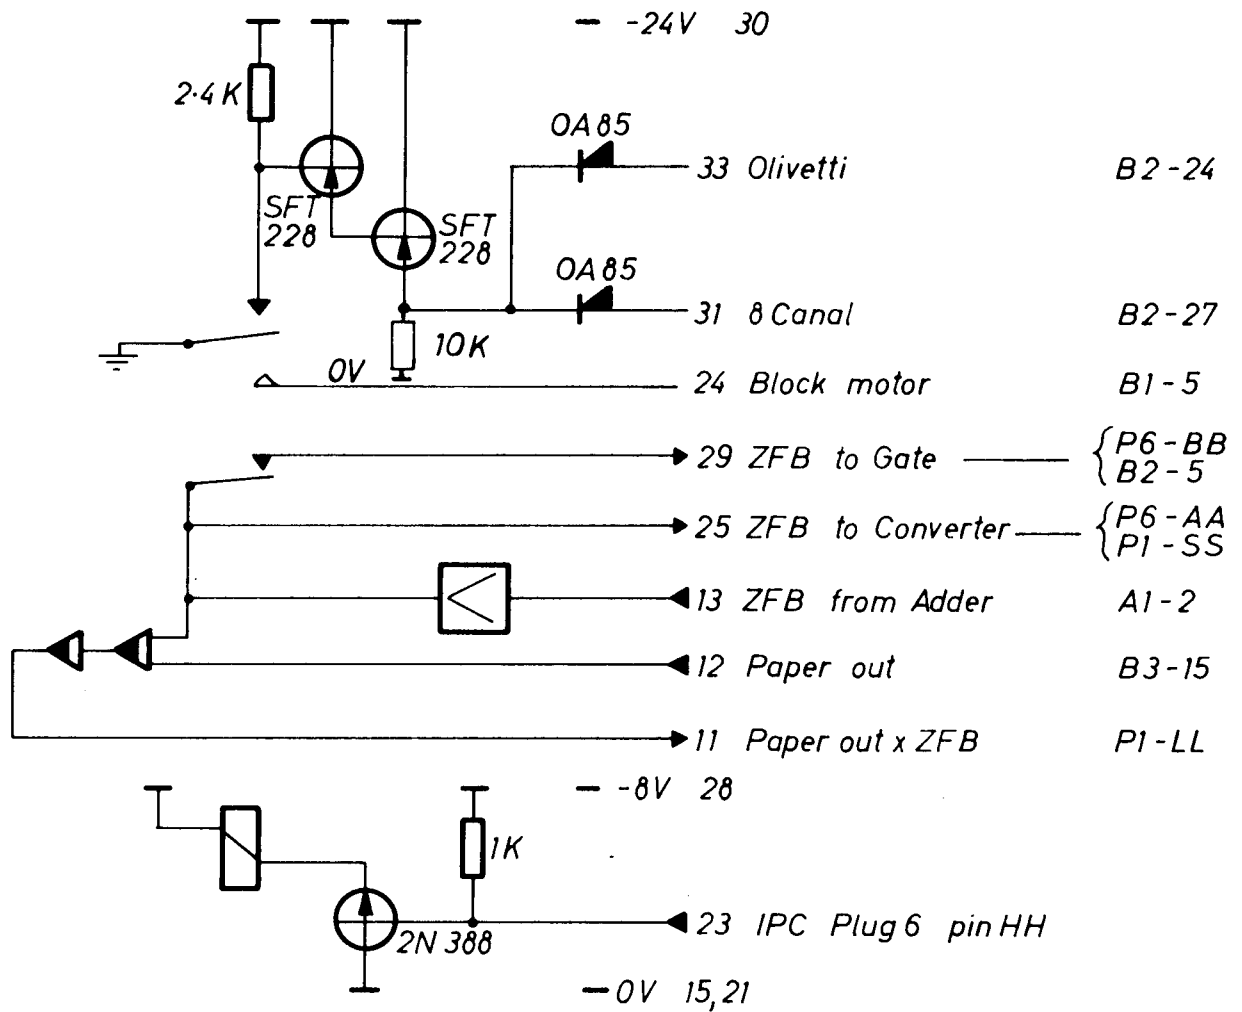 -24V 30
2.4K
OA85
33 Olivetti B2-24
SFT
228
SFT
228
OA85
31 8 Canal B2-27
10K
0V
24 Block motor B1-5
29 ZFB to Gate P6-BB
B2-5
25 ZFB to Converter P6-AA
P1-SS
13 ZFB from Adder A1-2
12 Paper out B3-15
11 Paper out x ZFB P1-LL
-8V 28
1K
23 IPC Plug 6 pin HH
2N388
0V 15,21